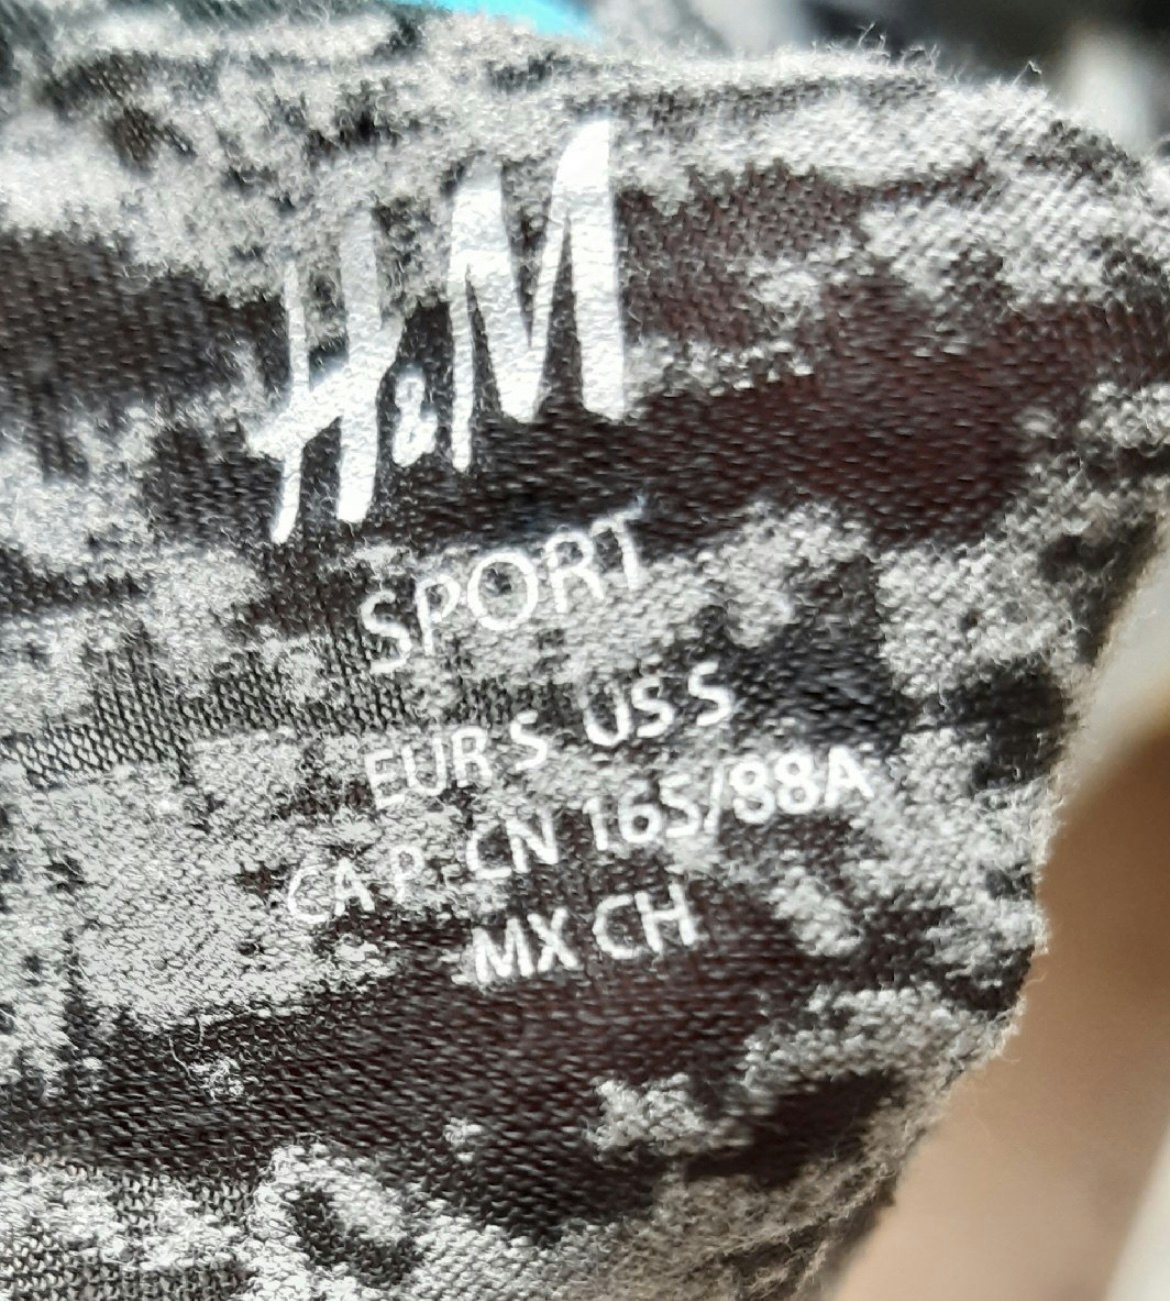 H&M
SPORT
EUR S US S
CA P CN 165/88A
MX CH